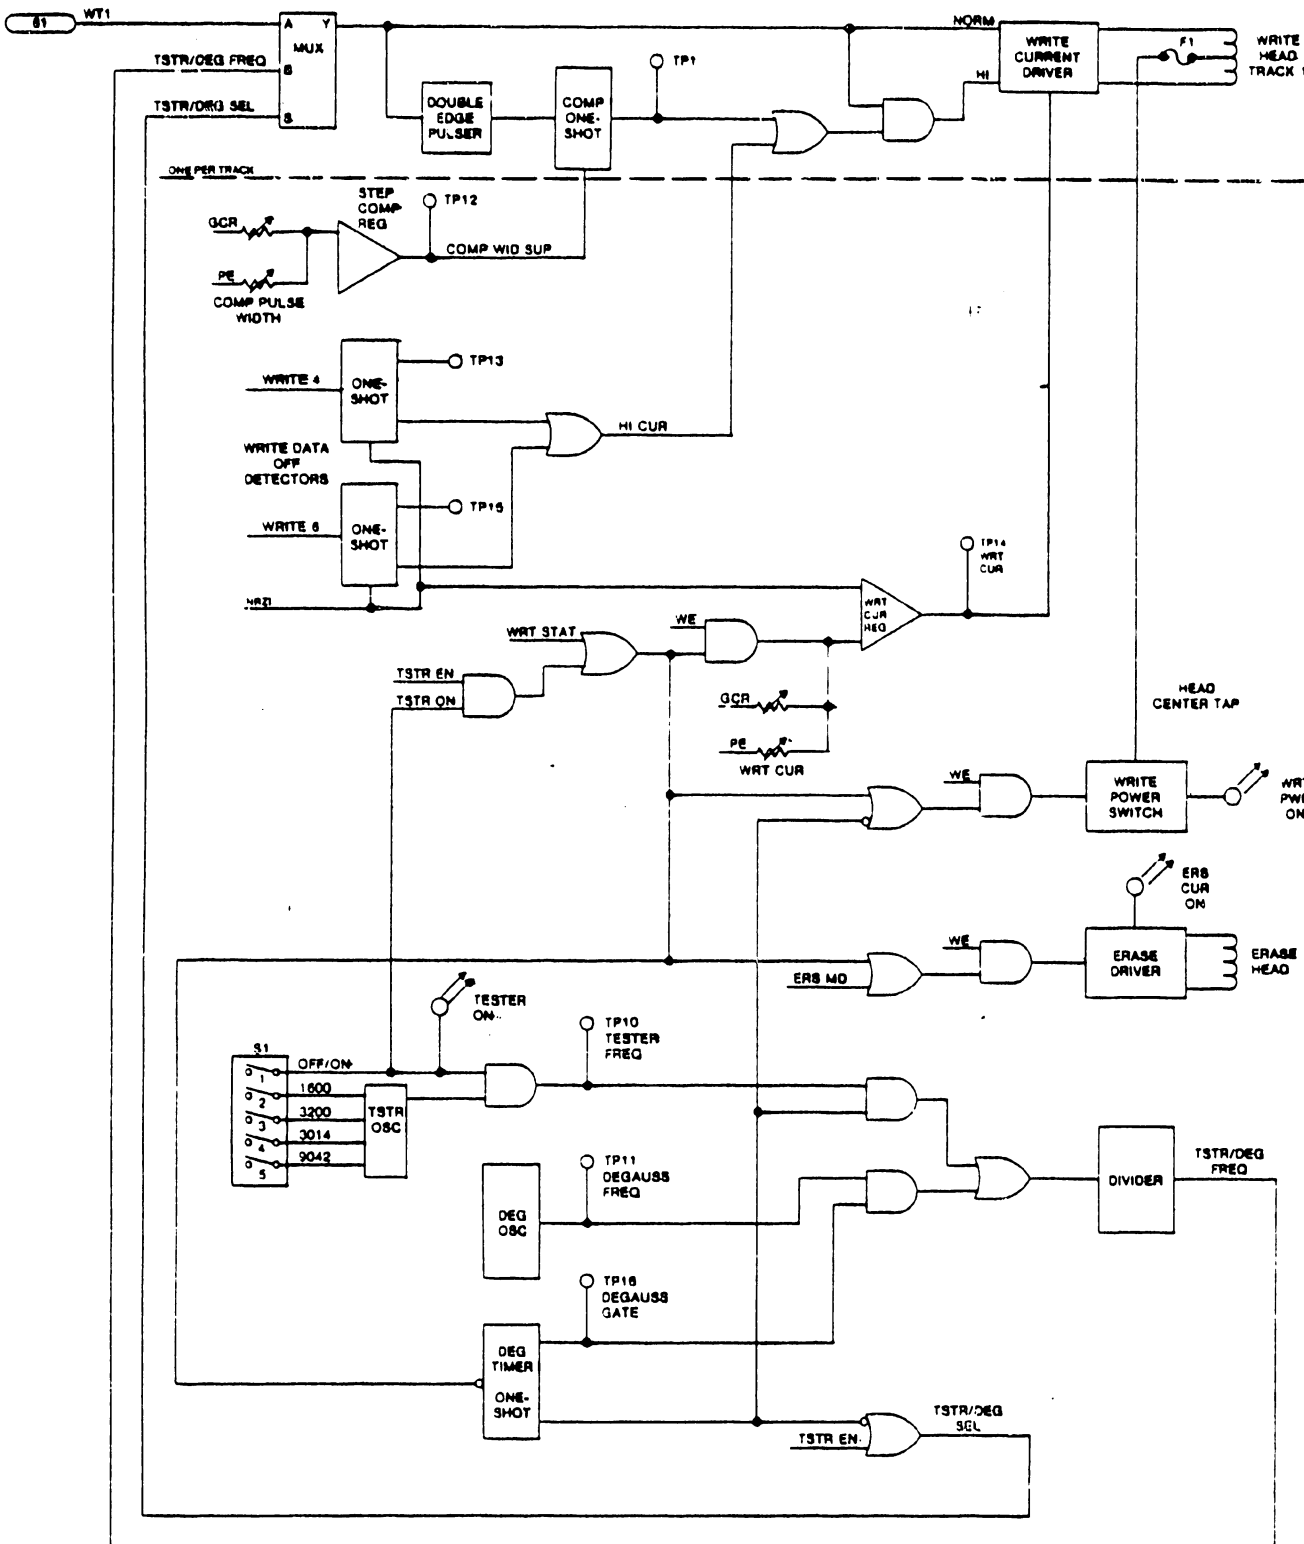 61
WT1
A
Y
MUX
B
S
TSTR/DEG FREQ
TSTR/DEG SEL
NORM
HI
WRITE
CURRENT
DRIVER
F1
WRITE
HEAD
TRACK 1
DOUBLE
EDGE
PULSER
COMP
ONE-
SHOT
TP1
ONE PER TRACK
STEP
COMP
REG
TP12
GCR
COMP WID SUP
PE
COMP PULSE
WIDTH
WRITE 4
ONE-
SHOT
TP13
HI CUR
WRITE DATA
OFF
DETECTORS
WRITE 6
ONE-
SHOT
TP15
NRZI
TP14
WRT
CUR
WRT
CUR
REG
WE
WRT STAT
TSTR EN
TSTR ON
GCR
PE
WRT CUR
HEAD
CENTER TAP
WE
WRITE
POWER
SWITCH
WRT
PWR
ON
ERS
CUR
ON
WE
ERS MD
ERASE
DRIVER
ERASE
HEAD
TESTER
ON
TP10
TESTER
FREQ
S1
OFF/ON
1
1600
2
3200
3
3014
4
9042
5
TSTR
OSC
TP11
DEGAUSS
FREQ
DEG
OSC
DIVIDER
TSTR/DEG
FREQ
TP16
DEGAUSS
GATE
DEG
TIMER
ONE-
SHOT
TSTR EN
TSTR/DEG
SEL